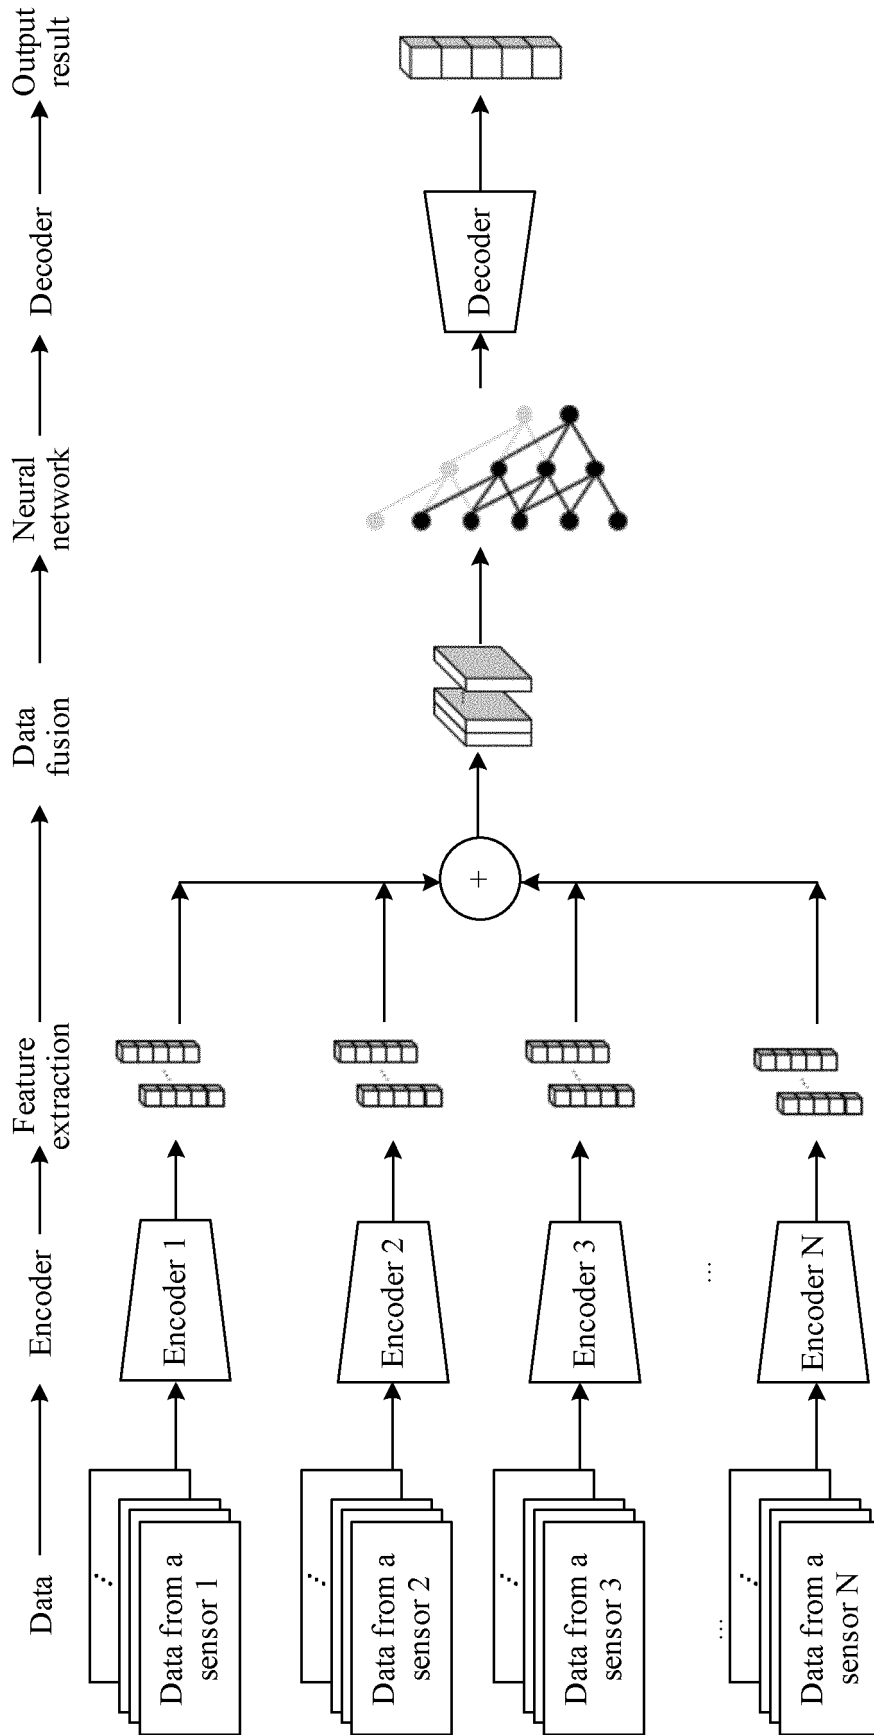 Data
Encoder
Feature
extraction
Data
fusion
Neural
network
Decoder
Output
result
Data from a
sensor 1
Encoder 1
Data from a
sensor 2
Encoder 2
+
Decoder
Data from a
sensor 3
Encoder 3
...
...
Data from a
sensor N
Encoder N